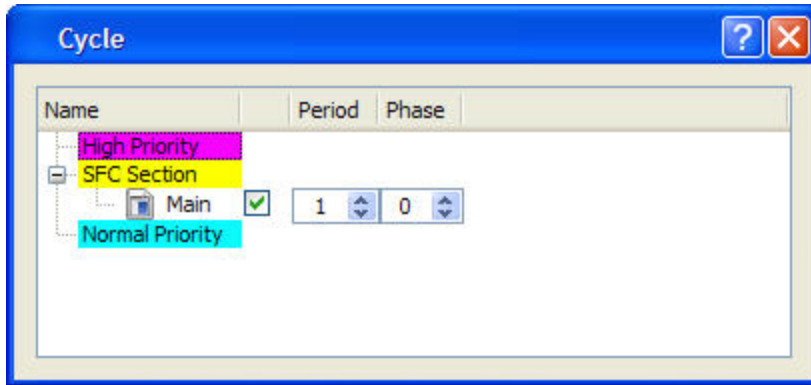 Cycle
Name Period Phase
High Priority
SFC Section
Main 1 0
Normal Priority